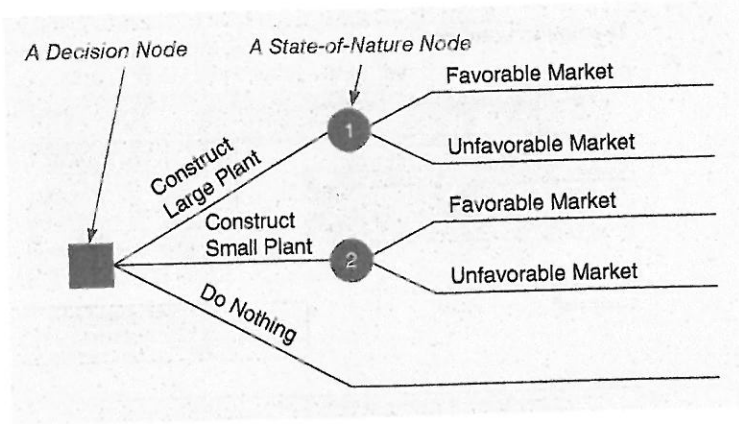 A Decision Node
A State-of-Nature Node
Favorable Market
1
Unfavorable Market
Construct
Large Plant
Favorable Market
Construct
Small Plant
2
Unfavorable Market
Do Nothing